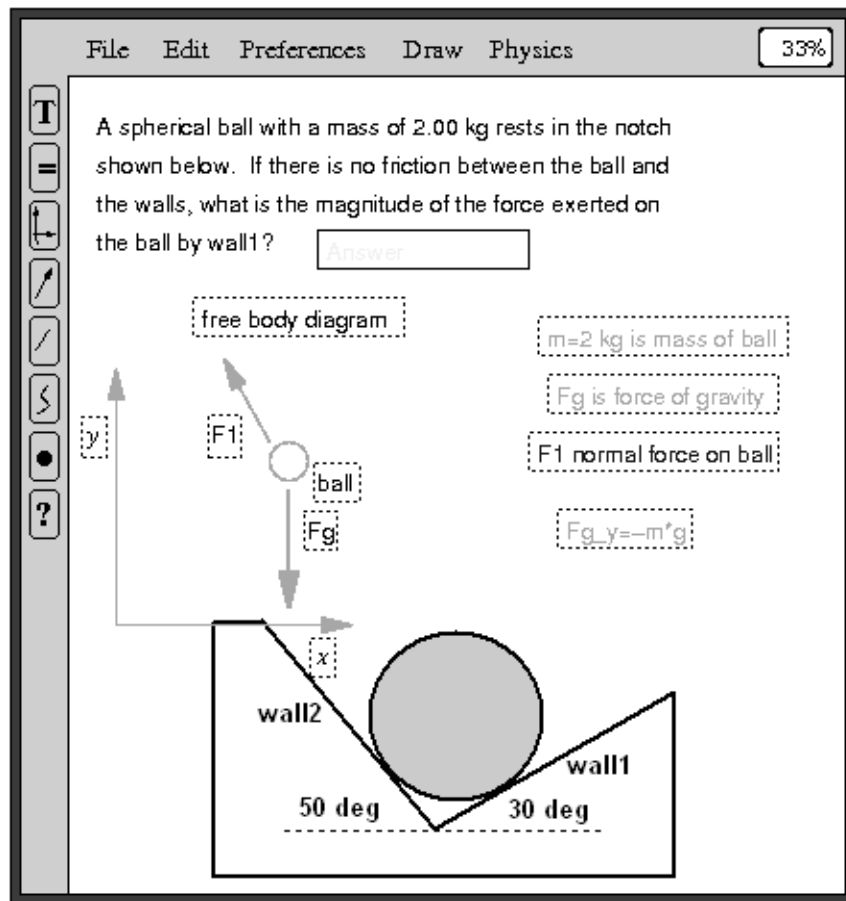 File Edit Preferences Draw Physics 33%
T
=
?
A spherical ball with a mass of 2.00 kg rests in the notch
shown below. If there is no friction between the ball and
the walls, what is the magnitude of the force exerted on
the ball by wall1? Answer
free body diagram
m=2 kg is mass of ball
Fg is force of gravity
y
F1
F1 normal force on ball
ball
Fg
Fg_y=-m*g
x
wall2
wall1
50 deg
30 deg